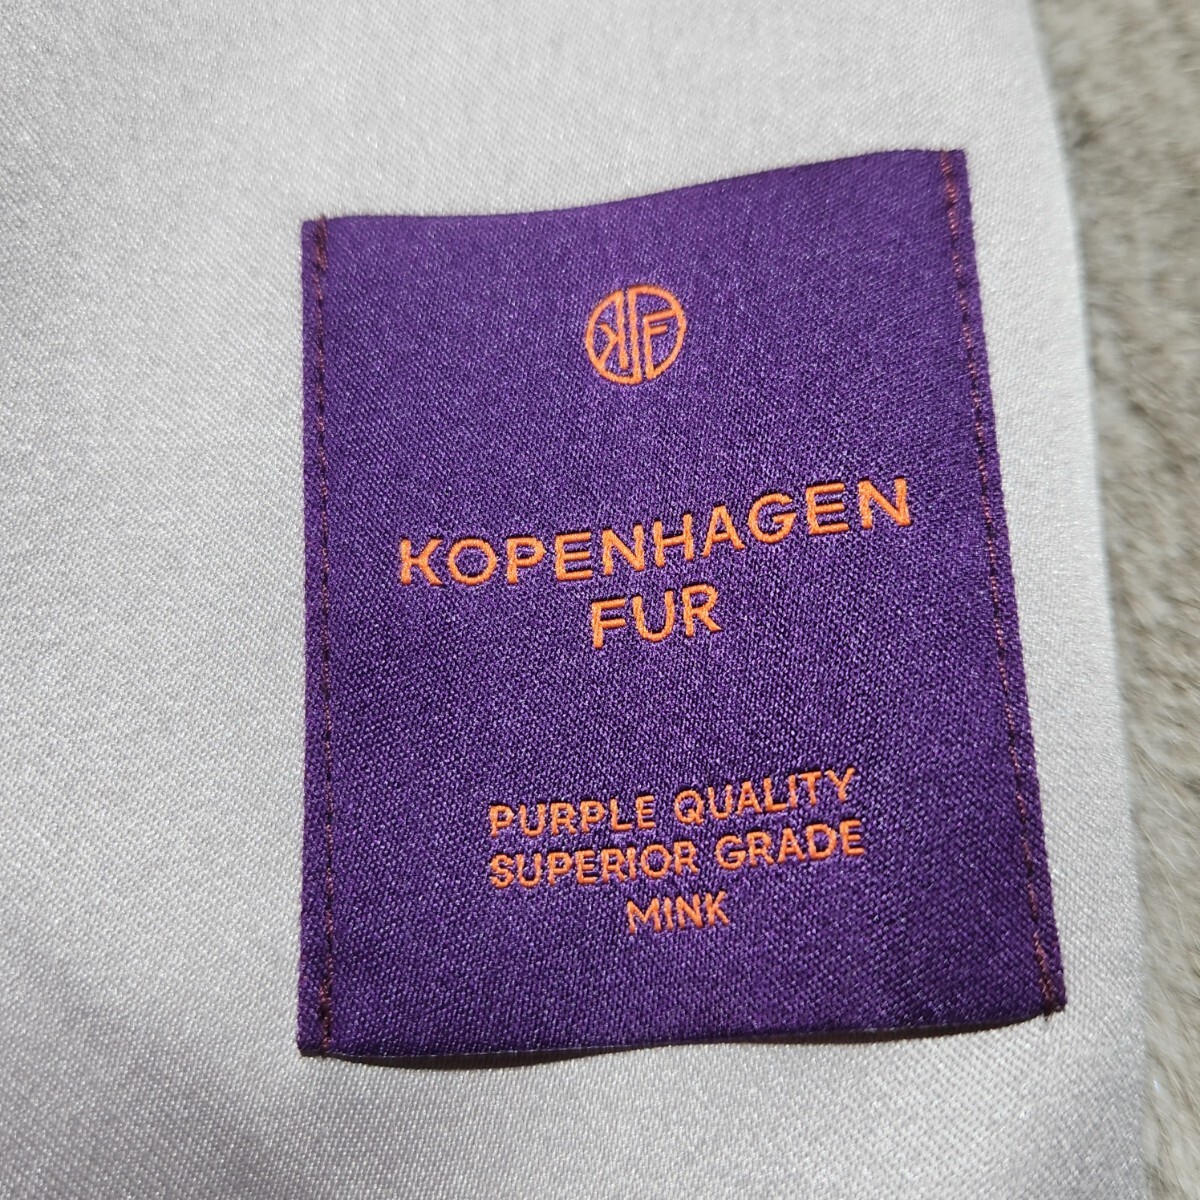 KF
KOPENHAGEN
FUR
PURPLE QUALITY
SUPERIOR GRADE
MINK